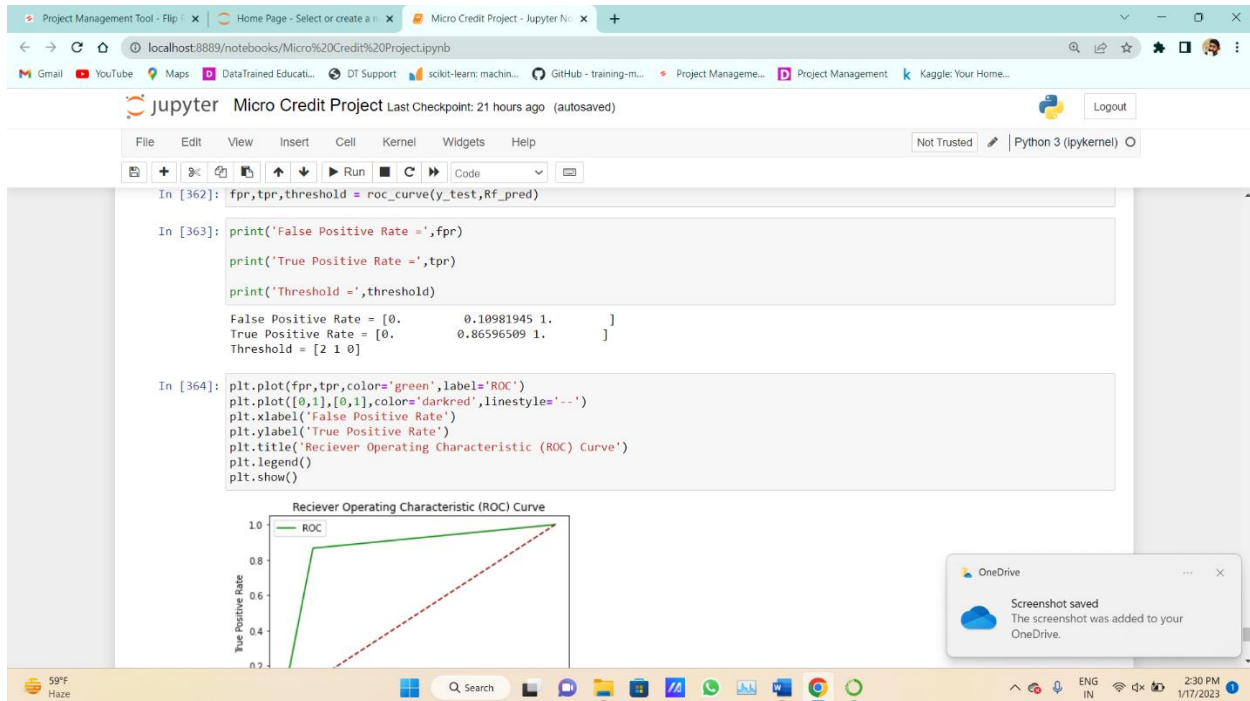 Project Management Tool - Flip R
Home Page - Select or create a n
Micro Credit Project - Jupyter No
localhost:8889/notebooks/Micro%20Credit%20Project.ipynb
Gmail YouTube Maps DataTrained Educati... DT Support scikit-learn: machin... GitHub - training-m... Project Manageme... Project Management Kaggle: Your Home...
jupyter Micro Credit Project Last Checkpoint: 21 hours ago (autosaved)
Logout
File Edit View Insert Cell Kernel Widgets Help
Not Trusted Python 3 (ipykernel)
Run Code
In [362]: fpr,tpr,threshold = roc_curve(y_test,Rf_pred)
In [363]: print('False Positive Rate =',fpr)
print('True Positive Rate =',tpr)
print('Threshold =',threshold)
False Positive Rate = [0. 0.10981945 1. ]
True Positive Rate = [0. 0.86596509 1. ]
Threshold = [2 1 0]
In [364]: plt.plot(fpr,tpr,color='green',label='ROC')
plt.plot([0,1],[0,1],color='darkred',linestyle='--')
plt.xlabel('False Positive Rate')
plt.ylabel('True Positive Rate')
plt.title('Reciever Operating Characteristic (ROC) Curve')
plt.legend()
plt.show()
Reciever Operating Characteristic (ROC) Curve
1.0
ROC
0.8
0.6
0.4
0.2
True Positive Rate
OneDrive
Screenshot saved
The screenshot was added to your
OneDrive.
59°F
Haze
Search
ENG
IN
2:30 PM
1/17/2023
1